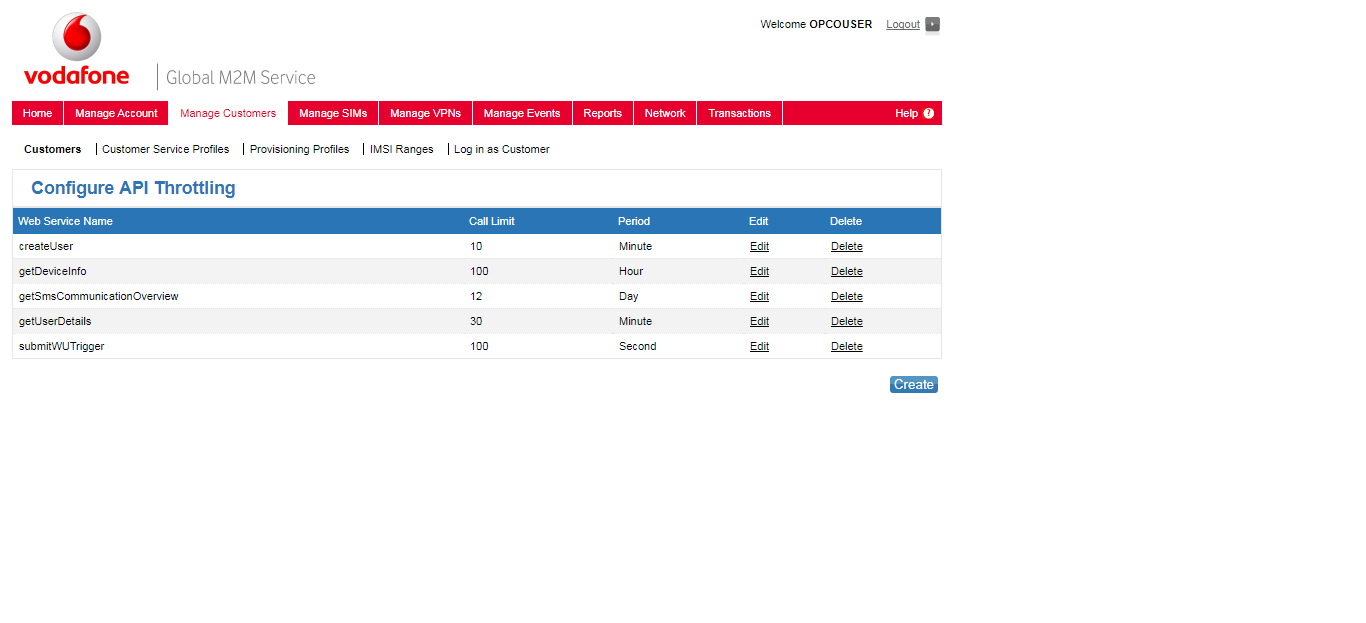 Welcome OPCOUSER Logout
vodafone Global M2M Service
Home Manage Account Manage Customers Manage SIMs Manage VPNs Manage Events Reports Network Transactions Help ?
Customers Customer Service Profiles Provisioning Profiles IMSI Ranges Log in as Customer
Configure API Throttling
Web Service Name Call Limit Period Edit Delete
createUser 10 Minute Edit Delete
getDeviceInfo 100 Hour Edit Delete
getSmsCommunicationOverview 12 Day Edit Delete
getUserDetails 30 Minute Edit Delete
submitWUTrigger 100 Second Edit Delete
Create